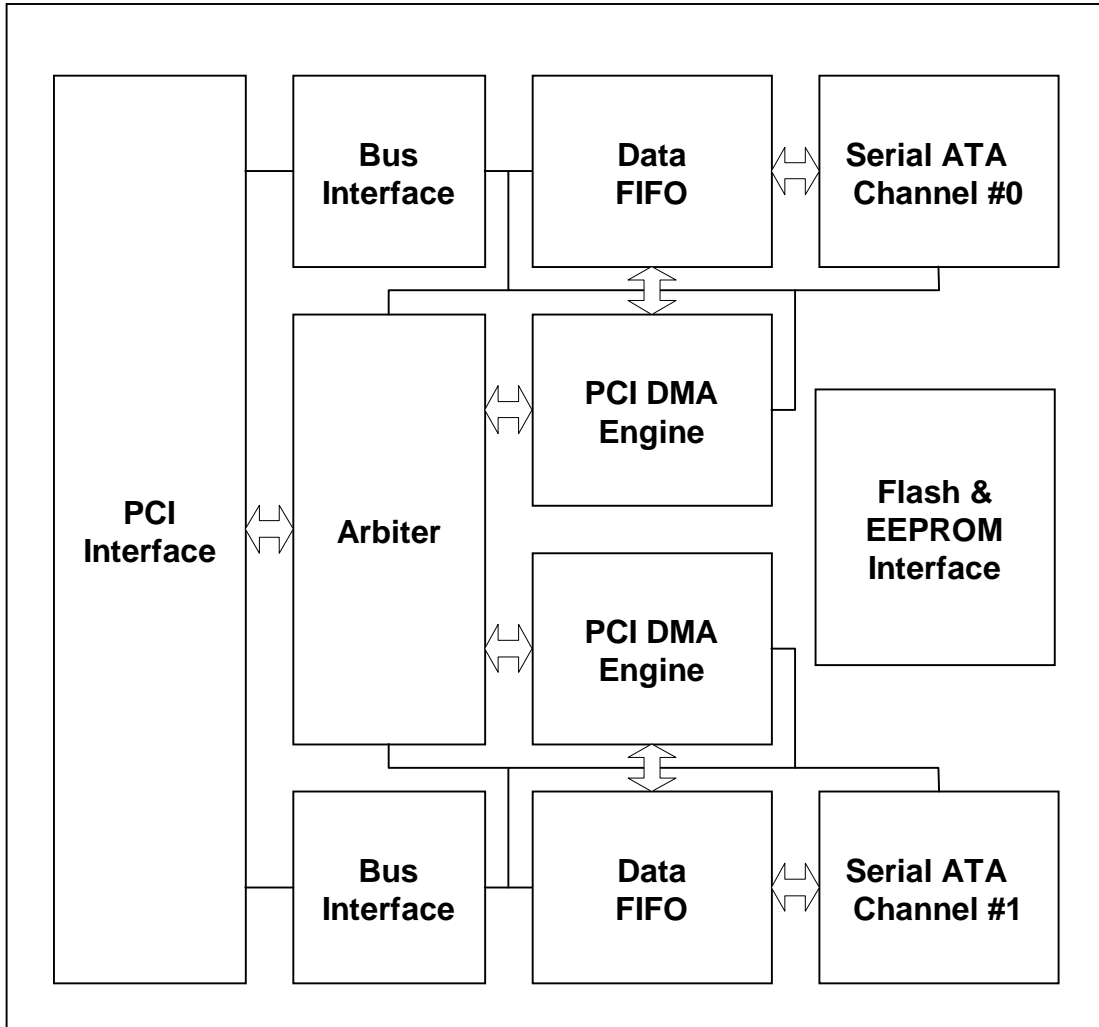 Bus
Interface
Data
FIFO
Serial ATA
Channel #0
PCI
Interface
Arbiter
PCI DMA
Engine
Flash &
EEPROM
Interface
PCI DMA
Engine
Bus
Interface
Data
FIFO
Serial ATA
Channel #1